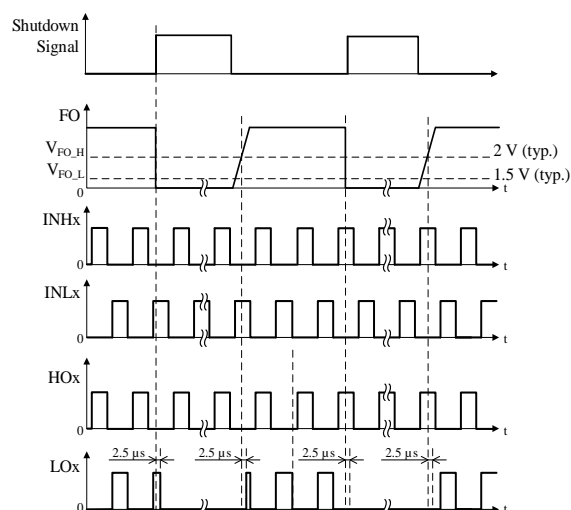 Shutdown
Signal
t
FO
V_FO_H
2 V (typ.)
V_FO_L
1.5 V (typ.)
0
t
INHx
0
t
INLx
0
t
HOx
0
t
2.5 µs
2.5 µs
2.5 µs
2.5 µs
LOx
0
t